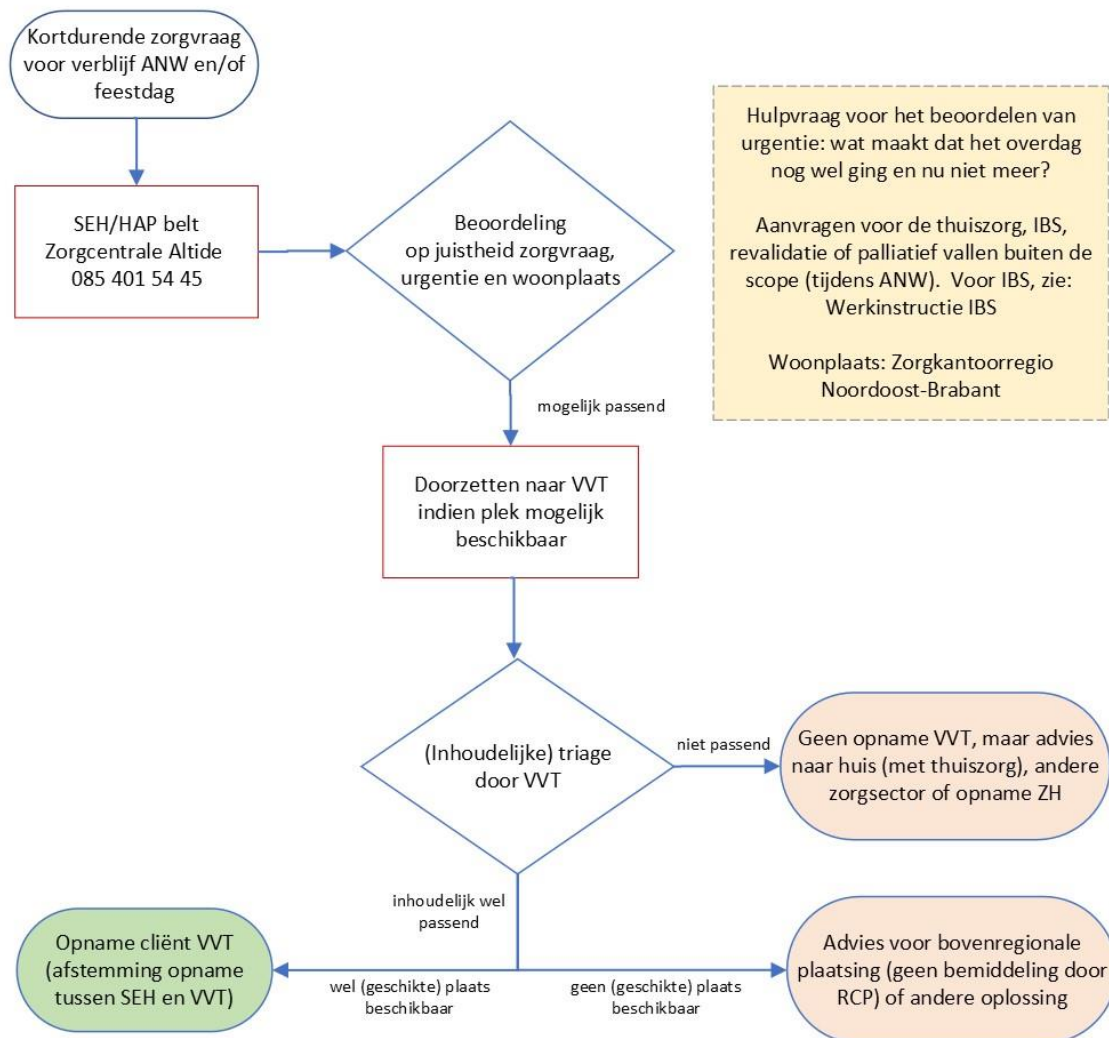 Kortdurende zorgvraag
voor verblijf ANW en/of
feestdag
SEH/HAP belt
Zorgcentrale Altide
085 401 54 45
Beoordeling
op juistheid zorgvraag,
urgentie en woonplaats
Hulpvraag voor het beoordelen van
urgentie: wat maakt dat het overdag
nog wel ging en nu niet meer?
Aanvragen voor de thuiszorg, IBS,
revalidatie of palliatief vallen buiten de
scope (tijdens ANW).  Voor IBS, zie:
Werkinstructie IBS
Woonplaats: Zorgkantoorregio
Noordoost-Brabant
mogelijk passend
Doorzetten naar VVT
indien plek mogelijk
beschikbaar
(Inhoudelijke) triage
door VVT
niet passend
Geen opname VVT, maar advies
naar huis (met thuiszorg), andere
zorgsector of opname ZH
inhoudelijk wel
passend
Opname cliënt VVT
(afstemming opname
tussen SEH en VVT)
wel (geschikte) plaats
beschikbaar
geen (geschikte) plaats
beschikbaar
Advies voor bovenregionale
plaatsing (geen bemiddeling door
RCP) of andere oplossing